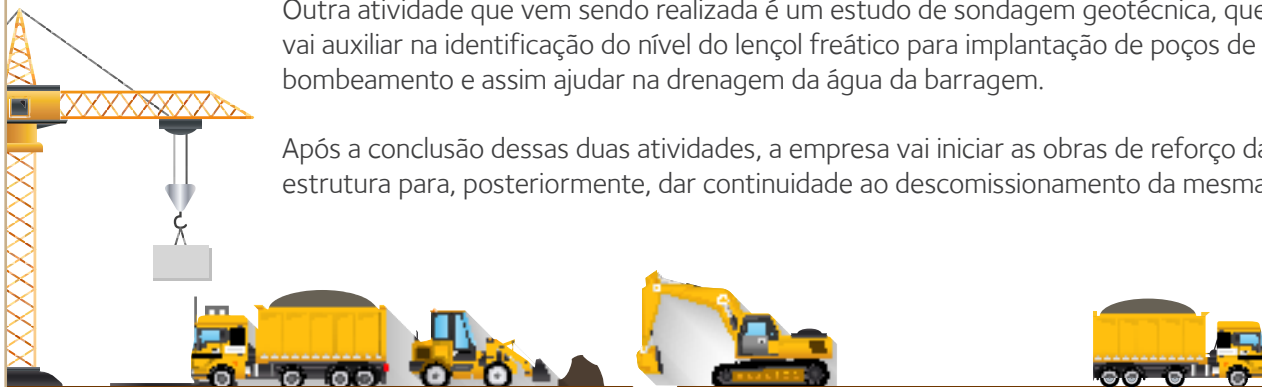 Outra atividade que vem sendo realizada é um estudo de sondagem geotécnica, que
vai auxiliar na identificação do nível do lençol freático para implantação de poços de
bombeamento e assim ajudar na drenagem da água da barragem.
Após a conclusão dessas duas atividades, a empresa vai iniciar as obras de reforço da
estrutura para, posteriormente, dar continuidade ao descomissionamento da mesma